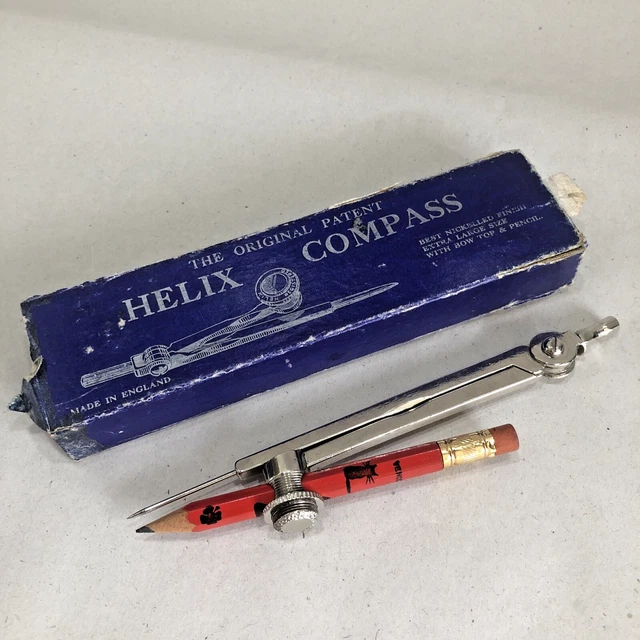 THE ORIGINAL PATENT
HELIX COMPASS
BEST NICKELLED FINISH
EXTRA LARGE SIZE
WITH BOW TOP & PENCIL.
MADE IN ENGLAND